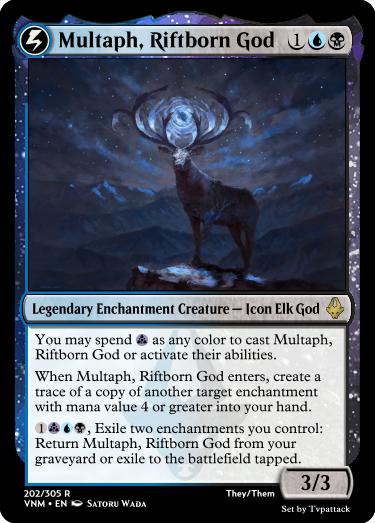 Multaph, Riftborn God 1
Legendary Enchantment Creature — Icon Elk God
You may spend as any color to cast Multaph,
Riftborn God or activate their abilities.
When Multaph, Riftborn God enters, create a
trace of a copy of another target enchantment
with mana value 4 or greater into your hand.
1 , Exile two enchantments you control:
Return Multaph, Riftborn God from your
graveyard or exile to the battlefield tapped.
3/3
202/305 R They/Them
VNM • EN Satoru Wada Set by Tvpattack